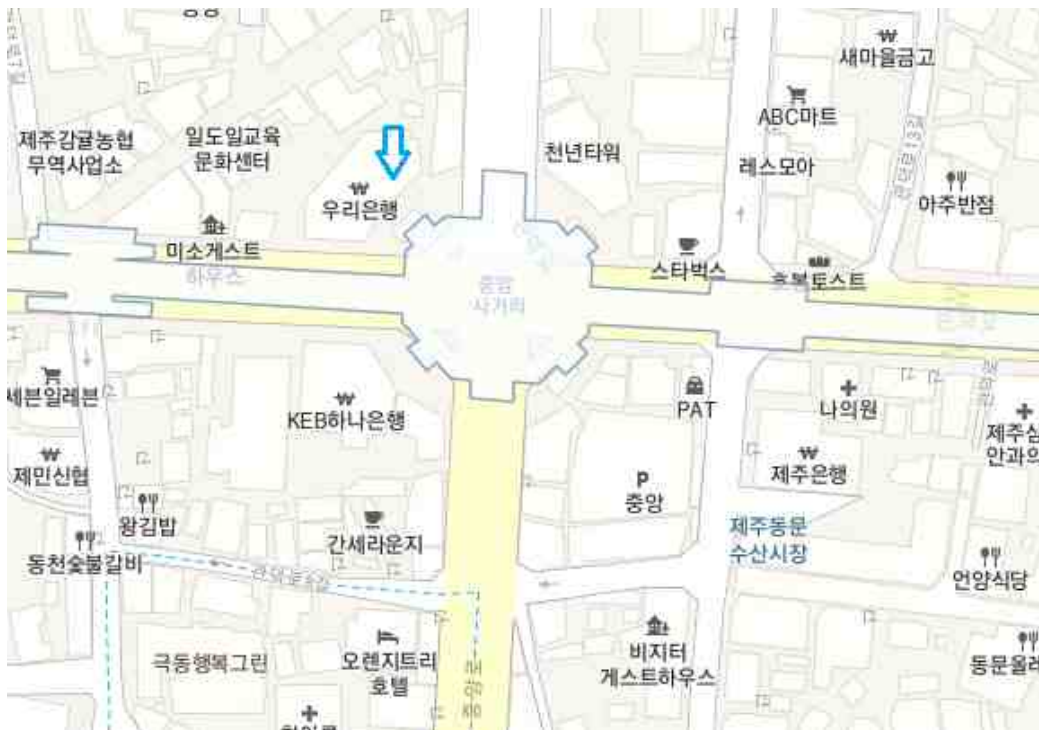 새마을금고
ABC마트
제주감귤농협
무역사업소
일도일교육
문화센터
천년타워
레스모아
우리은행
아주반점
미소게스트
하우스
스타벅스
중앙
사거리
세븐일레븐
KEB하나은행
PAT
나의원
제민신협
제주은행
P
중앙
왕김밥
간세라운지
제주동문
수산시장
동천숯불갈비
언양식당
비지터
게스트하우스
극동행복그린
오렌지트리
호텔
중앙로